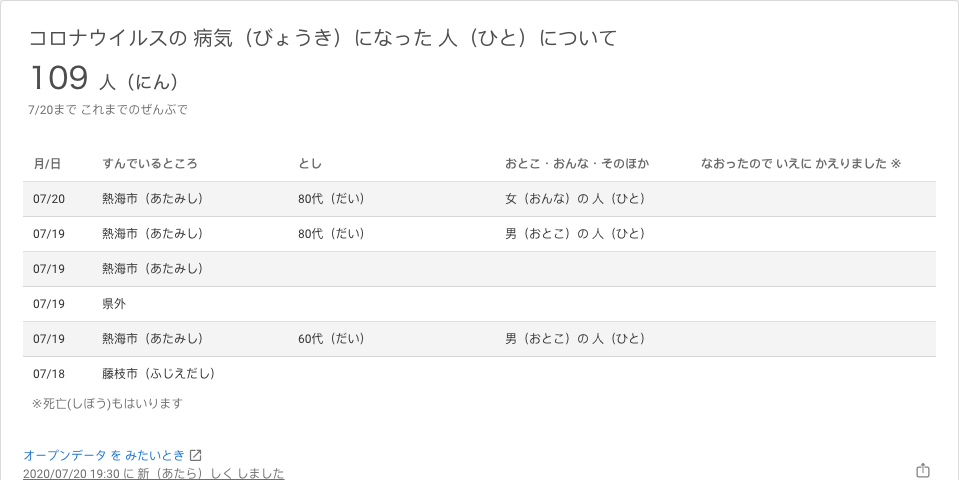 コロナウイルスの 病気（びょうき）になった 人（ひと）について
109 人（にん）
7/20まで これまでのぜんぶで
月/日 すんでいるところ とし おとこ・おんな・そのほか なおったので いえに かえりました ※
07/20 熱海市（あたみし） 80代（だい） 女（おんな）の 人（ひと）
07/19 熱海市（あたみし） 80代（だい） 男（おとこ）の 人（ひと）
07/19 熱海市（あたみし）
07/19 県外
07/19 熱海市（あたみし） 60代（だい） 男（おとこ）の 人（ひと）
07/18 藤枝市（ふじえだし）
※死亡(しぼう)もはいります
オープンデータ を みたいとき
2020/07/20 19:30 に 新（あたら）しく しました